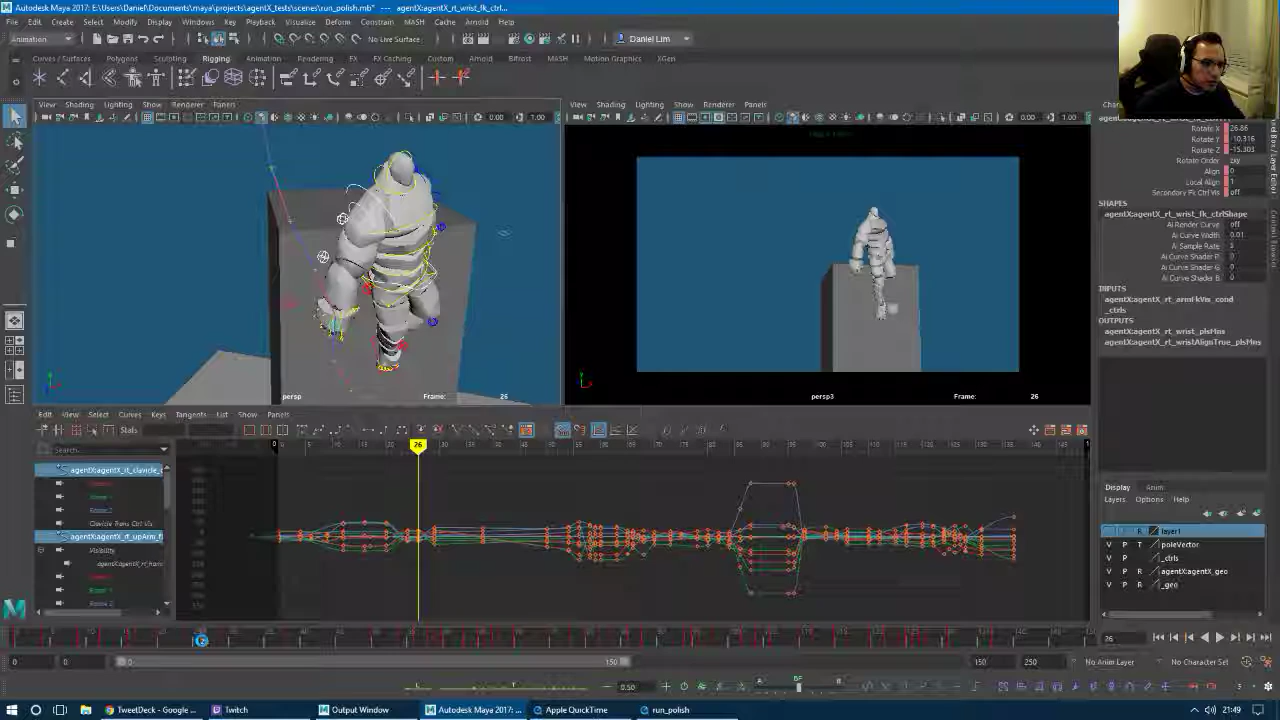 Autodesk Maya 2017: E:\Users\Daniel\Documents\maya\projects\agentX_tests\scenes\run_polish.mb* --- agentX:agentX_rt_wrist_fk_ctrl...
File Edit Create Select Modify Display Windows Key Playback Visualize Deform Constrain MASH Cache Arnold Help
Animation No Live Surface Daniel Lim
Curves / Surfaces Polygons Sculpting Rigging Animation Rendering FX FX Caching Custom Arnold Bifrost MASH Motion Graphics XGen
View Shading Lighting Show Renderer Panels
View Shading Lighting Show Renderer Panels
0.00 1.00
0.00 1.00
Rotate X 26.86
Rotate Y -10.316
Rotate Z -15.303
Rotate Order zxy
Align 0
Local Align 1
Secondary Fk Ctrl Vis off
SHAPES
agentX:agentX_rt_wrist_fk_ctrlShape
Ai Render Curve off
Ai Curve Width 0.01
Ai Sample Rate 5
Ai Curve Shader R 0
Ai Curve Shader G 0
Ai Curve Shader B 0
INPUTS
agentX:agentX_rt_armFkVis_cond
_ctrls
OUTPUTS
agentX:agentX_rt_wrist_plsMns
agentX:agentX_rt_wristAlignTrue_plsMns
persp Frame: 26
persp3 Frame: 26
Edit View Select Curves Keys Tangents List Show Panels
Stats
Search...
26
agentX:agentX_rt_clavicle_
Clavicle Trans Ctrl Vis
agentX:agentX_rt_upArm_f
Visibility
Display Anim
Layers Options Help
R layer1
V P T poleVector
V P _ctrls
V P R agentX:agentX_geo
V P R _geo
26
0 0 0 150 150 250 No Anim Layer No Character Set
0.50
TweetDeck - Google ... Twitch Output Window Autodesk Maya 2017: ... Apple QuickTime run_polish 21:49